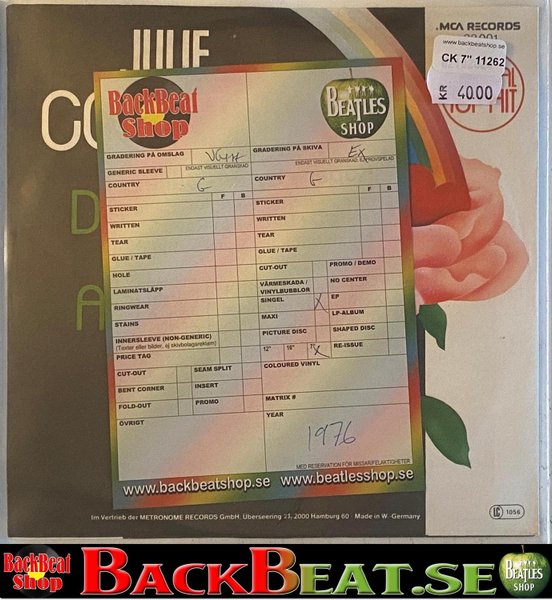 JULIE
.MCA RECORDS
www.backbeatshop.se
CK 7" 11262
KR 40.00
BackBeat
Shop
BEATLES
SHOP
GRADERING PÅ OMSLAG VG++
ENDAST VISUELLT GRANSKAD
GENERIC SLEEVE
COUNTRY G
F B
STICKER
WRITTEN
TEAR
GLUE / TAPE
HOLE
LAMINATSLÄPP
RINGWEAR
STAINS
INNERSLEEVE (NON-GENERIC)
(Texter eller bilder, ej skivbolagsreklam)
PRICE TAG
CUT-OUT SEAM SPLIT
BENT CORNER INSERT
FOLD-OUT PROMO
ÖVRIGT
GRADERING PÅ SKIVA EX
ENDAST VISUELLT GRANSKAD, EJ PROVSPELAD
COUNTRY G
F B
STICKER
WRITTEN
TEAR
GLUE / TAPE
CUT-OUT PROMO / DEMO
VÄRMESKADA / VINYLBUBBLOR NO CENTER
SINGEL X EP
MAXI LP-ALBUM
PICTURE DISC SHAPED DISC
12" 10" 7" X RE-ISSUE
COLOURED VINYL
MATRIX #
YEAR
1976
MED RESERVATION FÖR MISSAR/FELAKTIGHETER
www.backbeatshop.se www.beatlesshop.se
Im Vertrieb der METRONOME RECORDS GmbH. Überseering 21, 2000 Hamburg 60 · Made in W.-Germany
LC 1056
BackBeat
Shop
BACKBEAT.SE
BEATLES
SHOP